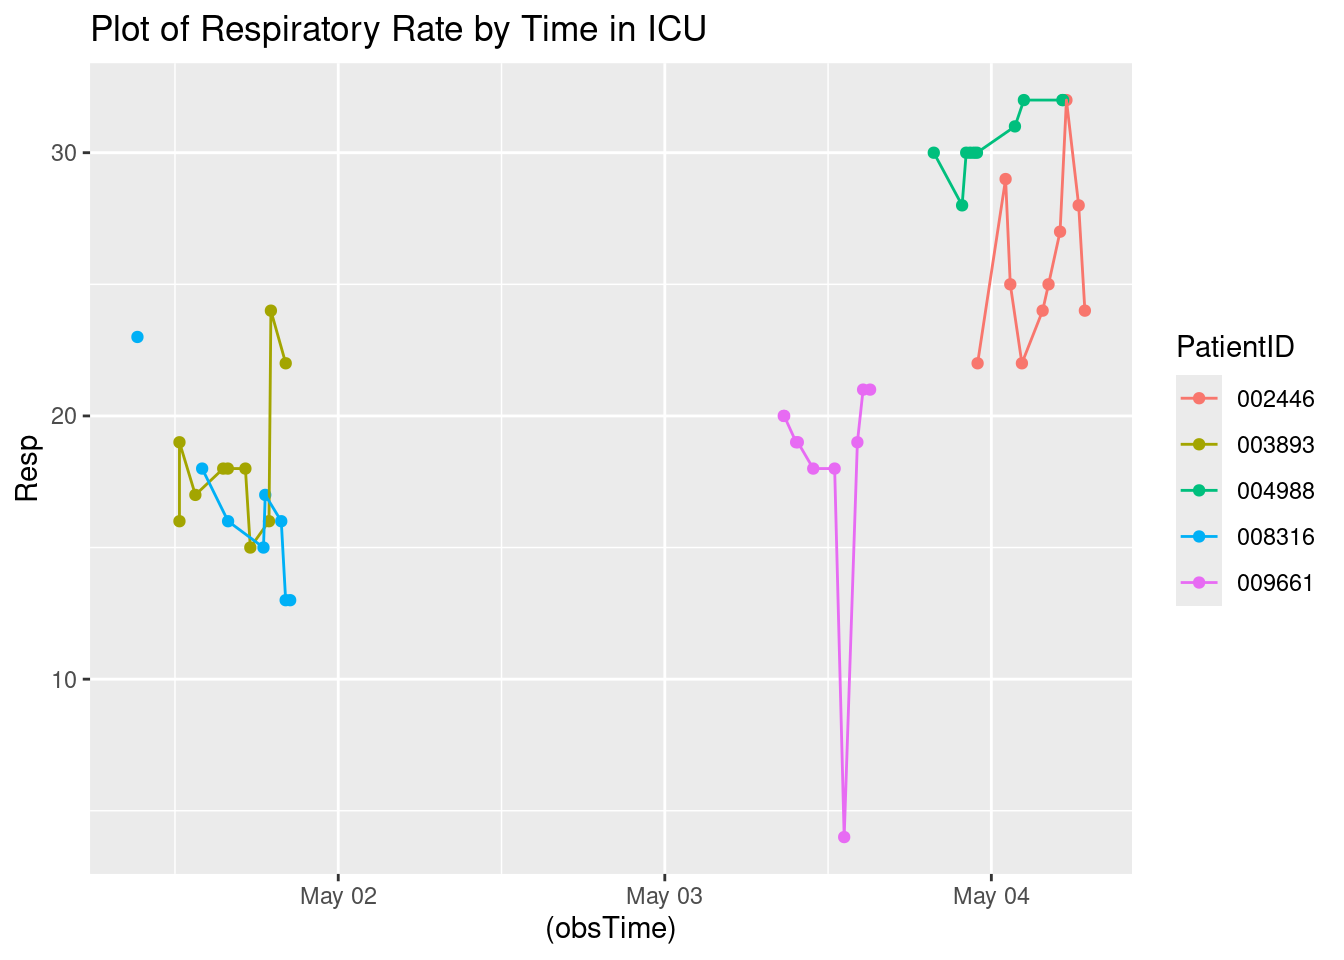 Plot of Respiratory Rate by Time in ICU
Resp
30
20
10
May 02
May 03
May 04
(obsTime)
PatientID
002446
003893
004988
008316
009661